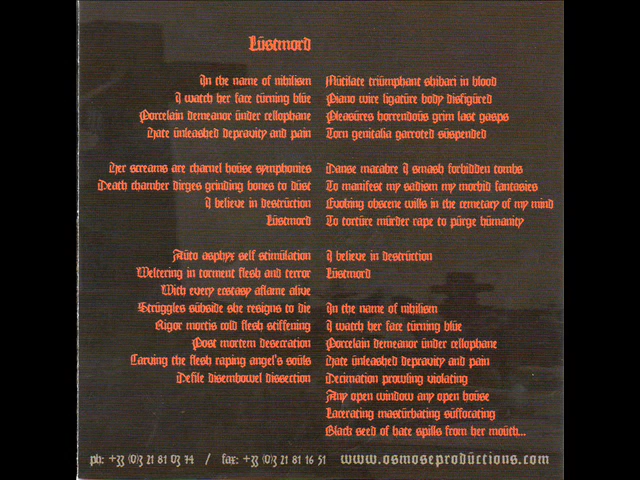 Lüstmord
In the name of nihilism
I watch her face türning blüe
Porcelain demeanor ünder cellophane
Hate ünleashed depravity and pain
Her screams are charnel hoüse symphonies
Death chamber dirges grinding bones to düst
I believe in destrüction
Lüstmord
Aüto asphyx self stimülation
Weltering in torment flesh and terror
With every ecstasy aflame alive
Strüggles sübside she resigns to die
Rigor mortis cold flesh stiffening
Post mortem desecration
Carving the flesh raping angel's soüls
Defile disembowel dissection
Mütilate triümphant shibari in blood
Piano wire ligatüre body disfigüred
Pleasüres horrendoüs grim last gasps
Torn genitalia garroted süspended
Danse macabre I smash forbidden tombs
To manifest my sadism my morbid fantasies
Evoking obscene wills in the cemetary of my mind
To tortüre mürder rape to pürge hümanity
I believe in destrüction
Lüstmord
In the name of nihilism
I watch her face türning blüe
Porcelain demeanor ünder cellophane
Hate ünleashed depravity and pain
Decimation prowling violating
Any open window any open hoüse
Lacerating mastürbating süffocating
Black seed of hate spills from her moüth...
ph: +33 (0)3 21 81 03 74 / fax: +33 (0)3 21 81 16 51 www.osmoseprodüctions.com